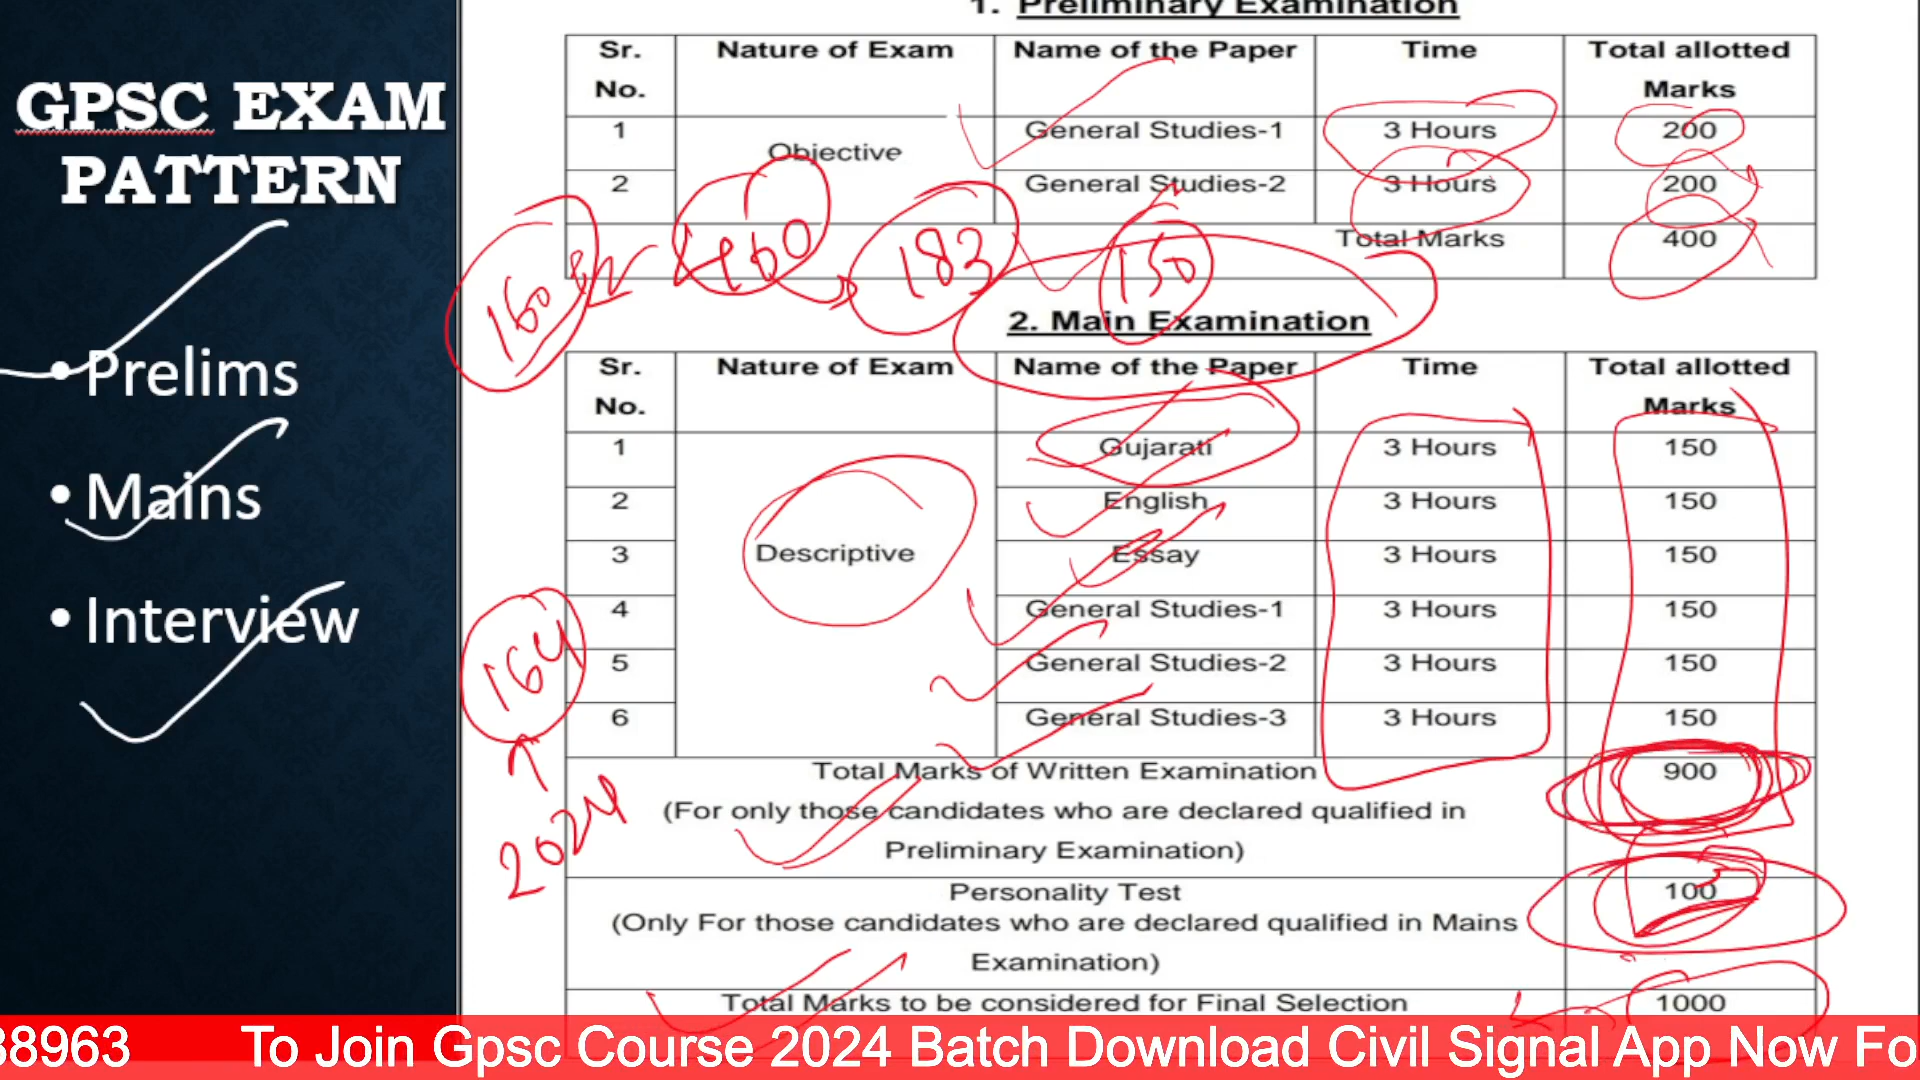 GPSC EXAM
PATTERN
• Prelims
• Mains
• Interview
1. Preliminary Examination
Sr. No. Nature of Exam Name of the Paper Time Total allotted Marks
1 Objective General Studies-1 3 Hours 200
2 General Studies-2 3 Hours 200
Total Marks 400
160 160 183 150
2. Main Examination
Sr. No. Nature of Exam Name of the Paper Time Total allotted Marks
1 Gujarati 3 Hours 150
2 English 3 Hours 150
3 Descriptive Essay 3 Hours 150
4 General Studies-1 3 Hours 150
5 General Studies-2 3 Hours 150
6 General Studies-3 3 Hours 150
164
2024
Total Marks of Written Examination 900
(For only those candidates who are declared qualified in
Preliminary Examination)
Personality Test 100
(Only For those candidates who are declared qualified in Mains
Examination)
Total Marks to be considered for Final Selection 1000
38963 To Join Gpsc Course 2024 Batch Download Civil Signal App Now Fo